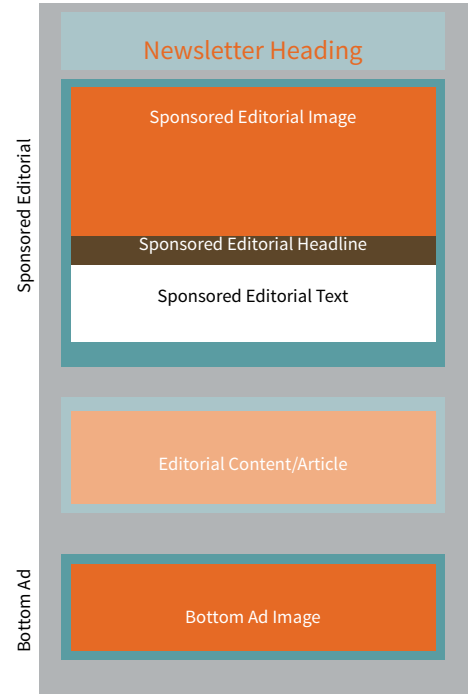 Newsletter Heading
Sponsored Editorial
Sponsored Editorial Image
Sponsored Editorial Headline
Sponsored Editorial Text
Editorial Content/Article
Bottom Ad
Bottom Ad Image